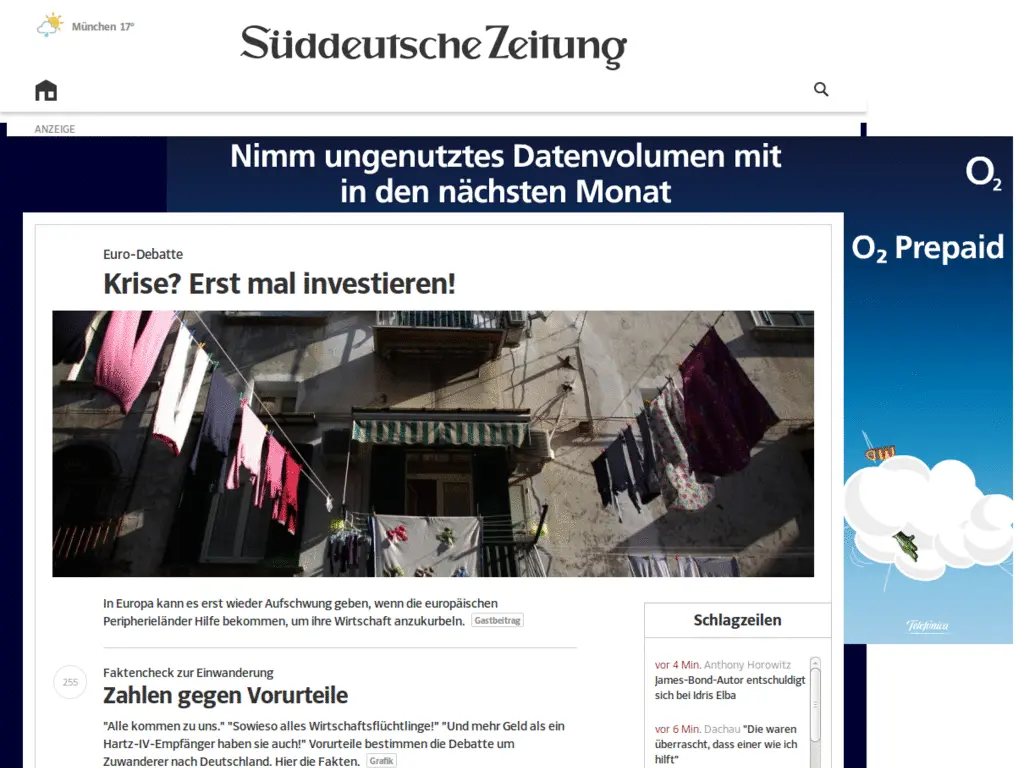 München 17°
Süddeutsche Zeitung
ANZEIGE
Nimm ungenutztes Datenvolumen mit
in den nächsten Monat
O2
O2 Prepaid
Euro-Debatte
Krise? Erst mal investieren!
In Europa kann es erst wieder Aufschwung geben, wenn die europäischen
Peripherieländer Hilfe bekommen, um ihre Wirtschaft anzukurbeln. Gastbeitrag
255
Faktencheck zur Einwanderung
Zahlen gegen Vorurteile
"Alle kommen zu uns." "Sowieso alles Wirtschaftsflüchtlinge!" "Und mehr Geld als ein
Hartz-IV-Empfänger haben sie auch!" Vorurteile bestimmen die Debatte um
Zuwanderer nach Deutschland. Hier die Fakten. Grafik
Schlagzeilen
vor 4 Min. Anthony Horowitz
James-Bond-Autor entschuldigt
sich bei Idris Elba
vor 6 Min. Dachau "Die waren
überrascht, dass einer wie ich
hilft"
Telefónica